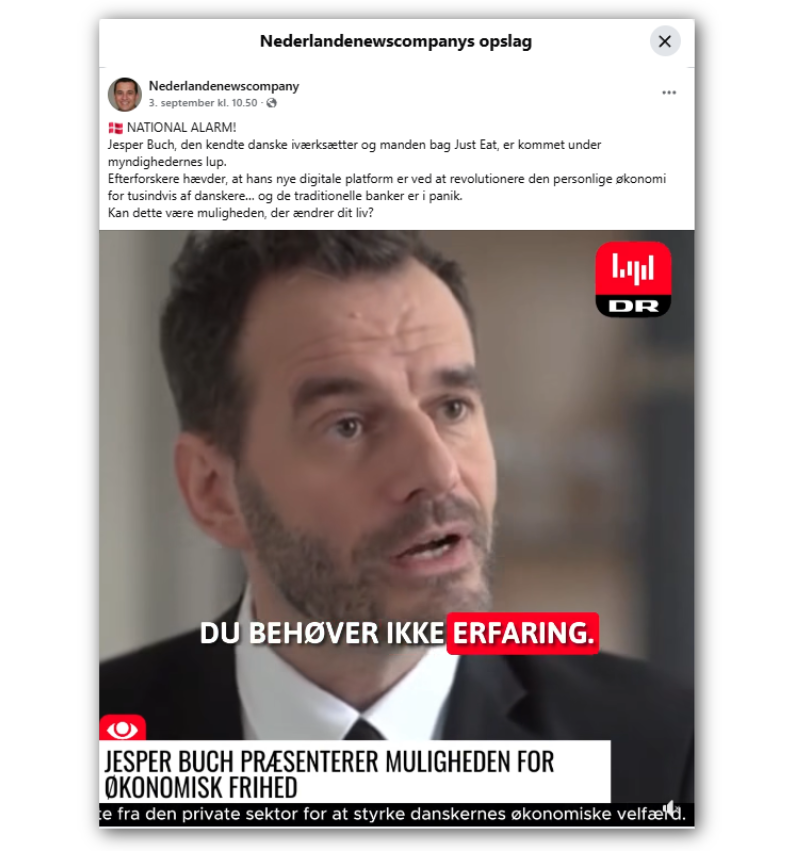 Nederlandenewscompanys opslag
Nederlandenewscompany
3. september kl. 10.50 ·
🇩🇰 NATIONAL ALARM!
Jesper Buch, den kendte danske iværksætter og manden bag Just Eat, er kommet under
myndighedernes lup.
Efterforskere hævder, at hans nye digitale platform er ved at revolutionere den personlige økonomi
for tusindvis af danskere... og de traditionelle banker er i panik.
Kan dette være muligheden, der ændrer dit liv?
DR
DU BEHØVER IKKE ERFARING.
JESPER BUCH PRÆSENTERER MULIGHEDEN FOR
ØKONOMISK FRIHED
te fra den private sektor for at styrke danskernes økonomiske velfærd.